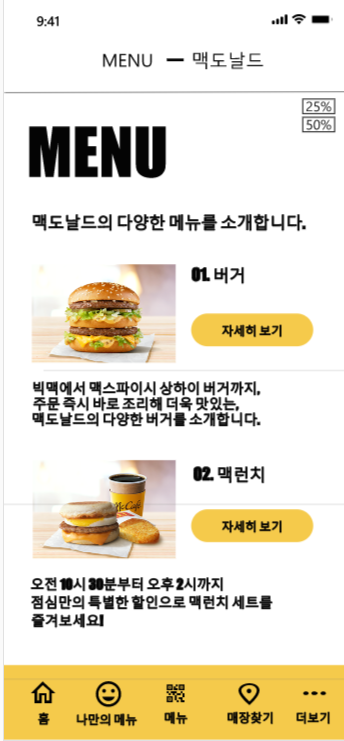 9:41
MENU — 맥도날드
25%
50%
MENU
맥도날드의 다양한 메뉴를 소개합니다.
01. 버거
자세히 보기
빅맥에서 맥스파이시 상하이 버거까지,
주문 즉시 바로 조리해 더욱 맛있는,
맥도날드의 다양한 버거를 소개합니다.
02. 맥런치
McCafé
자세히 보기
오전 10시 30분부터 오후 2시까지
점심만의 특별한 할인으로 맥런치 세트를
즐겨보세요!
홈 나만의 메뉴 메뉴 매장찾기 더보기